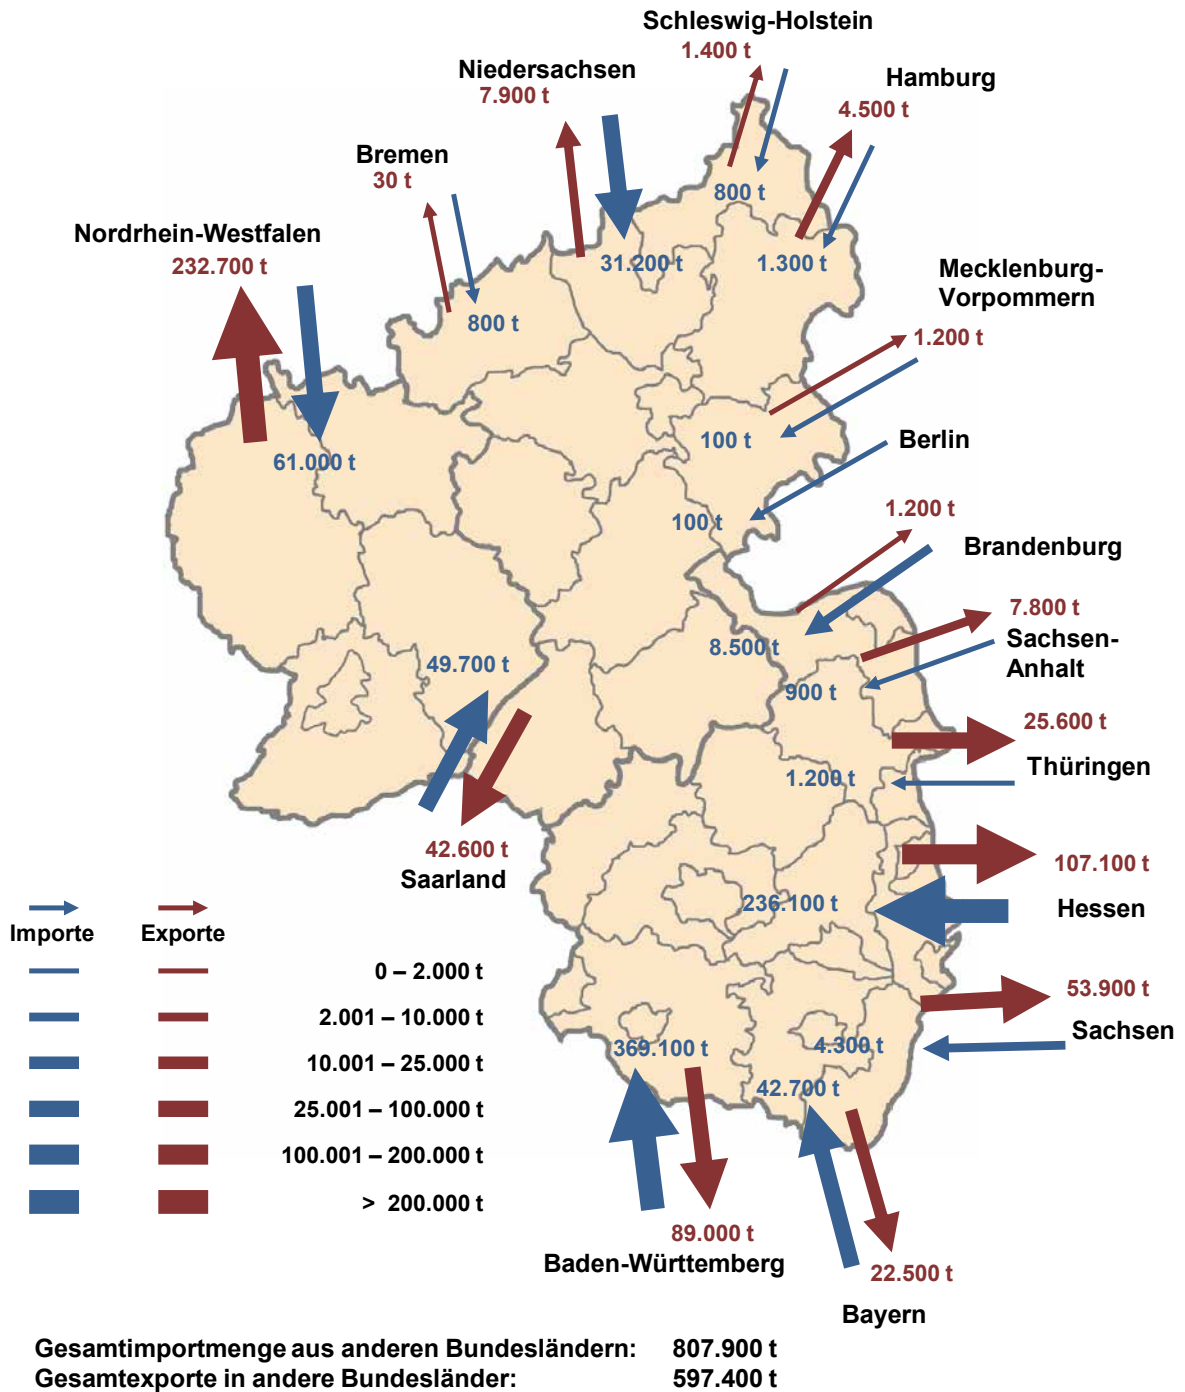 Schleswig-Holstein
1.400 t
Niedersachsen
7.900 t
Hamburg
4.500 t
Bremen
30 t
800 t
Nordrhein-Westfalen
232.700 t
31.200 t
1.300 t
Mecklenburg-
Vorpommern
1.200 t
800 t
100 t
Berlin
61.000 t
100 t
1.200 t
Brandenburg
7.800 t
Sachsen-
Anhalt
8.500 t
49.700 t
900 t
25.600 t
Thüringen
1.200 t
42.600 t
Saarland
107.100 t
Hessen
236.100 t
Importe
Exporte
0 – 2.000 t
2.001 – 10.000 t
10.001 – 25.000 t
25.001 – 100.000 t
100.001 – 200.000 t
> 200.000 t
53.900 t
Sachsen
369.100 t
4.300 t
42.700 t
89.000 t
Baden-Württemberg
22.500 t
Bayern
Gesamtimportmenge aus anderen Bundesländern: 807.900 t
Gesamtexporte in andere Bundesländer: 597.400 t